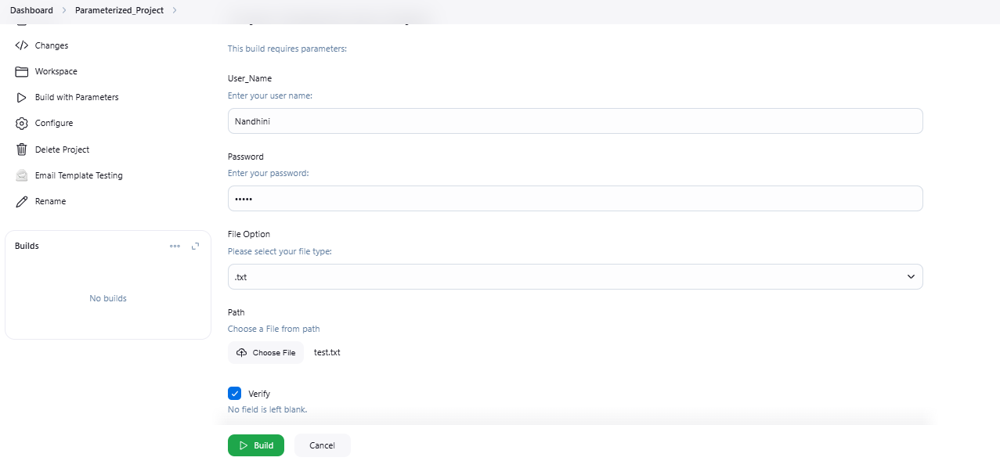 Dashboard > Parameterized_Project >
Changes
Workspace
Build with Parameters
Configure
Delete Project
Email Template Testing
Rename
Builds
No builds
This build requires parameters:
User_Name
Enter your user name:
Nandhini
Password
Enter your password:
•••••
File Option
Please select your file type:
.txt
Path
Choose a File from path
Choose File test.txt
Verify
No field is left blank.
Build Cancel